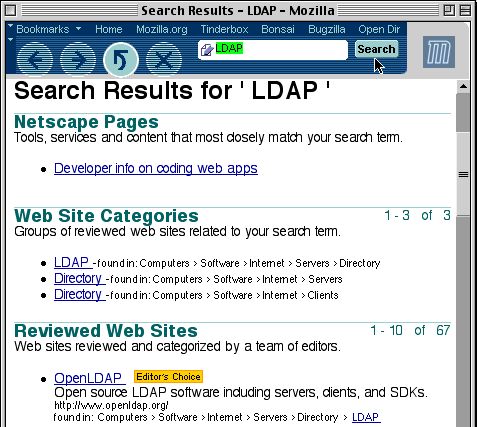 Search Results - LDAP - Mozilla
Bookmarks Home Mozilla.org Tinderbox Bonsai Bugzilla Open Dir
LDAP Search
Search Results for ' LDAP '
Netscape Pages
Tools, services and content that most closely match your search term.
Developer info on coding web apps
Web Site Categories 1 - 3 of 3
Groups of reviewed web sites related to your search term.
LDAP -found in: Computers > Software > Internet > Servers > Directory
Directory -found in: Computers > Software > Internet > Servers
Directory -found in: Computers > Software > Internet > Clients
Reviewed Web Sites 1 - 10 of 67
Web sites reviewed and categorized by a team of editors.
OpenLDAP Editor's Choice
Open source LDAP software including servers, clients, and SDKs.
http://www.openldap.org/
found in: Computers > Software > Internet > Servers > Directory > LDAP